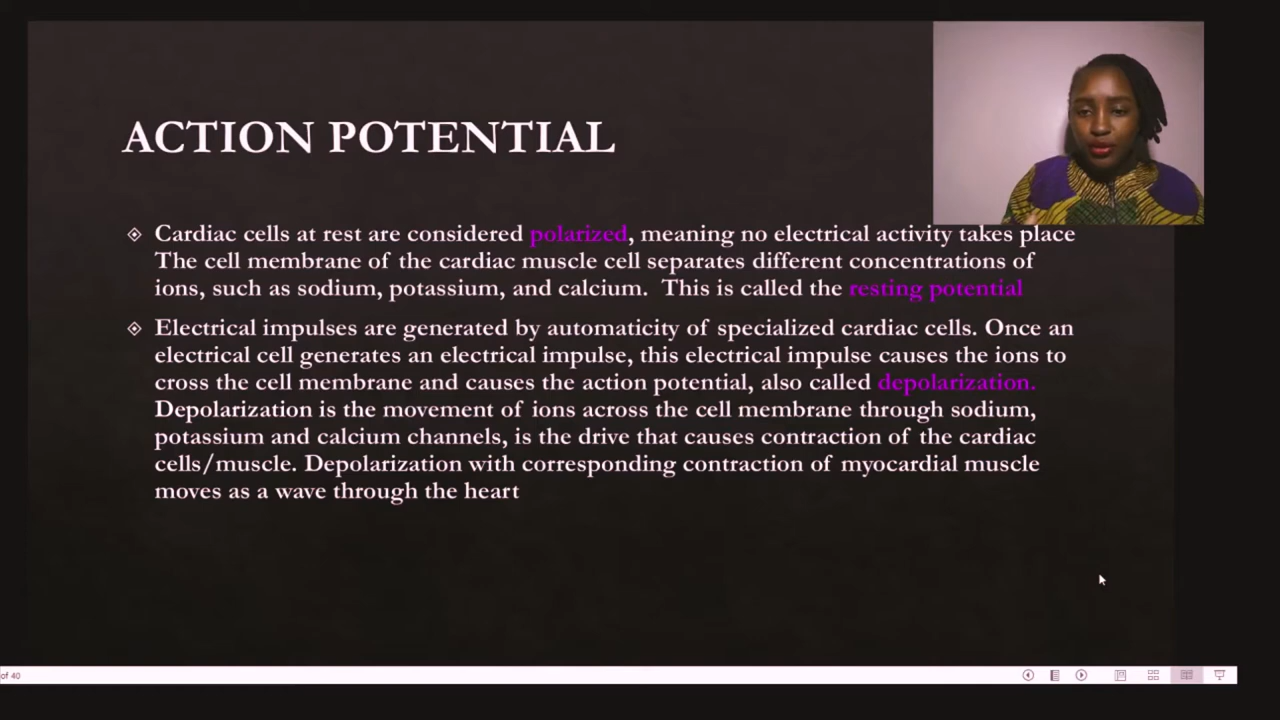 ACTION POTENTIAL
Cardiac cells at rest are considered polarized, meaning no electrical activity takes place
The cell membrane of the cardiac muscle cell separates different concentrations of
ions, such as sodium, potassium, and calcium.  This is called the resting potential
Electrical impulses are generated by automaticity of specialized cardiac cells. Once an
electrical cell generates an electrical impulse, this electrical impulse causes the ions to
cross the cell membrane and causes the action potential, also called depolarization.
Depolarization is the movement of ions across the cell membrane through sodium,
potassium and calcium channels, is the drive that causes contraction of the cardiac
cells/muscle. Depolarization with corresponding contraction of myocardial muscle
moves as a wave through the heart
of 40